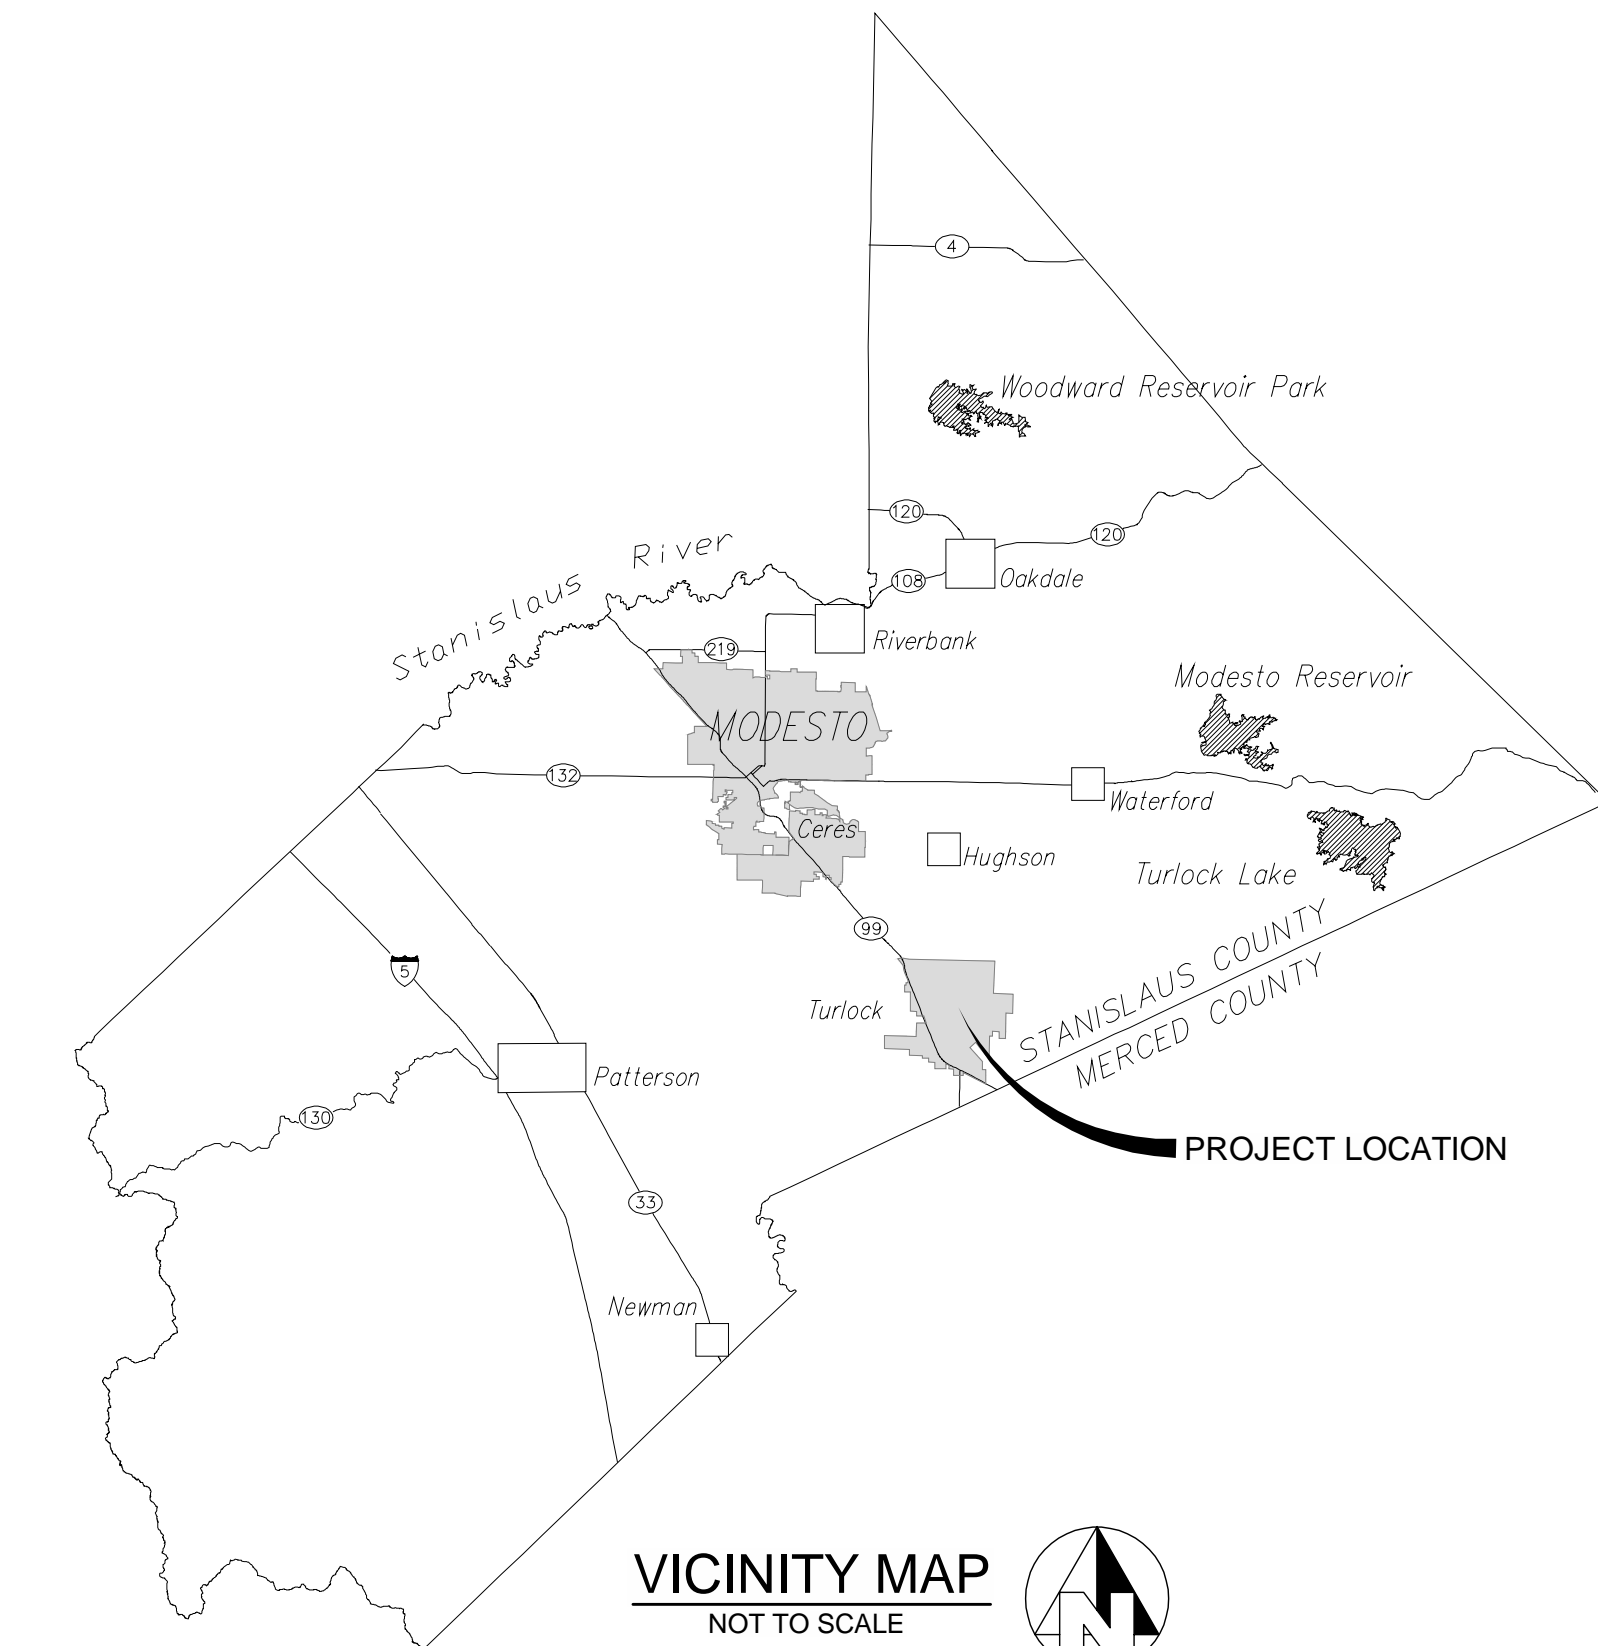 4
Woodward Reservoir Park
120
120
Stanislaus River
108
Oakdale
Riverbank
219
Modesto Reservoir
MODESTO
132
Waterford
Ceres
Hughson
Turlock Lake
99
5
STANISLAUS COUNTY
MERCED COUNTY
Turlock
Patterson
130
PROJECT LOCATION
33
Newman
VICINITY MAP
NOT TO SCALE
N